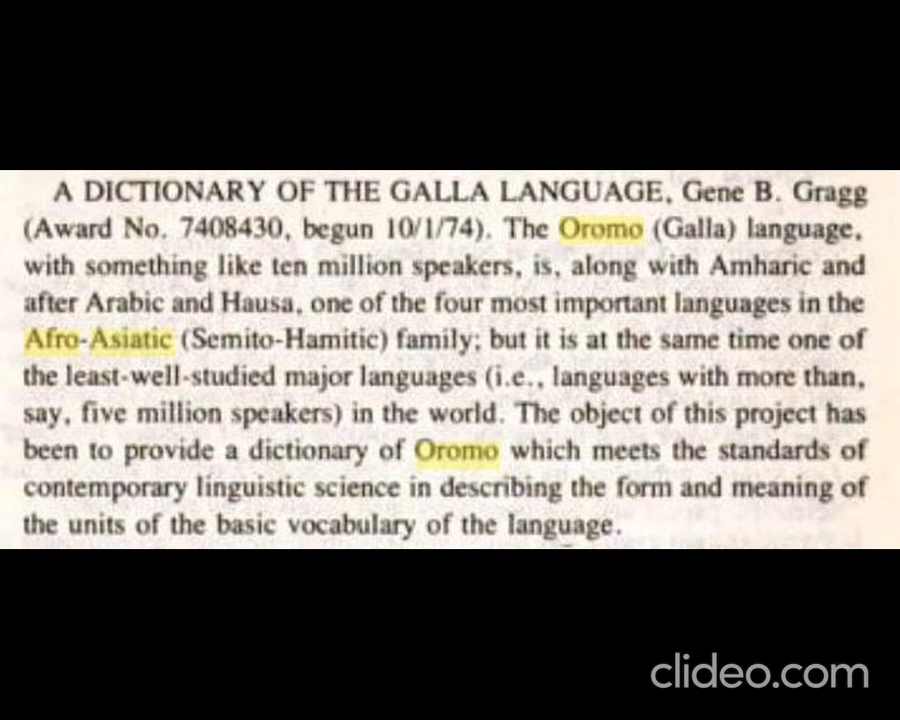 A DICTIONARY OF THE GALLA LANGUAGE, Gene B. Gragg
(Award No. 7408430, begun 10/1/74). The Oromo (Galla) language,
with something like ten million speakers, is, along with Amharic and
after Arabic and Hausa, one of the four most important languages in the
Afro-Asiatic (Semito-Hamitic) family; but it is at the same time one of
the least-well-studied major languages (i.e., languages with more than,
say, five million speakers) in the world. The object of this project has
been to provide a dictionary of Oromo which meets the standards of
contemporary linguistic science in describing the form and meaning of
the units of the basic vocabulary of the language.
clideo.com